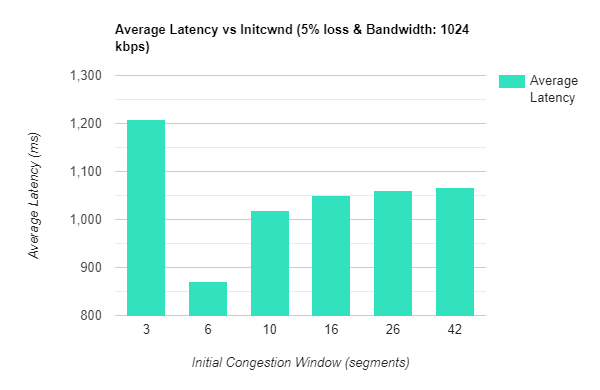 Average Latency vs Initcwnd (5% loss & Bandwidth: 1024
kbps)
1,300
1,200
1,100
1,000
900
800
Average Latency (ms)
3 6 10 16 26 42
Initial Congestion Window (segments)
Average
Latency